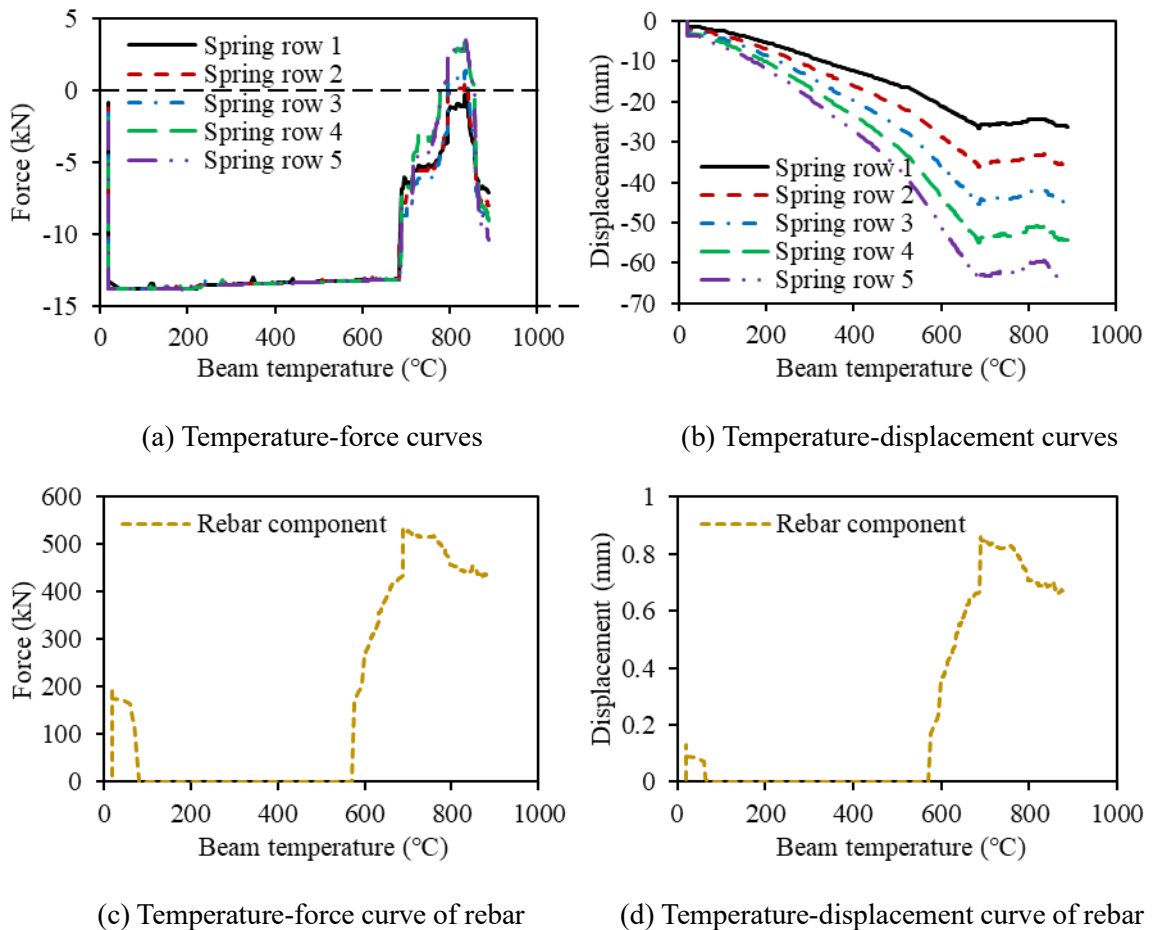 5
0
-5
-10
-15
Force (kN)
Spring row 1
Spring row 2
Spring row 3
Spring row 4
Spring row 5
0 200 400 600 800 1000
Beam temperature (℃)
(a) Temperature-force curves
0
-10
-20
-30
-40
-50
-60
-70
Displacement (mm)
Spring row 1
Spring row 2
Spring row 3
Spring row 4
Spring row 5
0 200 400 600 800 1000
Beam temperature (℃)
(b) Temperature-displacement curves
600
500
400
300
200
100
0
Force (kN)
Rebar component
0 200 400 600 800 1000
Beam temperature (℃)
(c) Temperature-force curve of rebar
1
0.8
0.6
0.4
0.2
0
Displacement (mm)
Rebar component
0 200 400 600 800 1000
Beam temperature (℃)
(d) Temperature-displacement curve of rebar